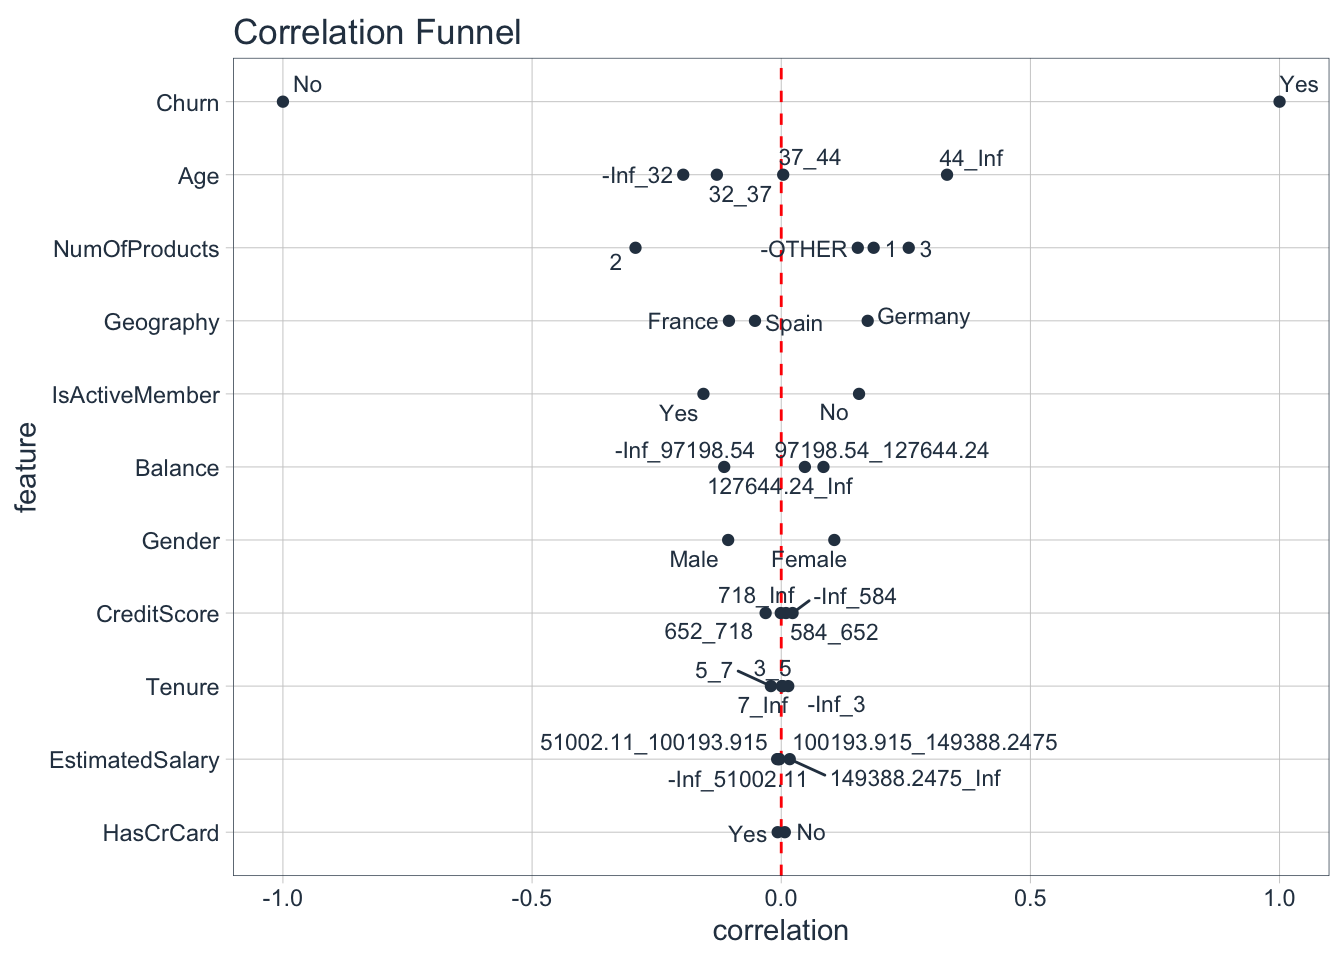 Correlation Funnel
No
Yes
Churn
37_44
44_Inf
Age
-Inf_32
32_37
NumOfProducts
2
-OTHER
1
3
Geography
France
Spain
Germany
IsActiveMember
Yes
No
-Inf_97198.54
97198.54_127644.24
Balance
127644.24_Inf
Gender
Male
Female
718_Inf
-Inf_584
CreditScore
652_718
584_652
5_7
3_5
Tenure
7_Inf
-Inf_3
51002.11_100193.915
100193.915_149388.2475
EstimatedSalary
-Inf_51002.11
149388.2475_Inf
HasCrCard
Yes
No
feature
-1.0
-0.5
0.0
0.5
1.0
correlation